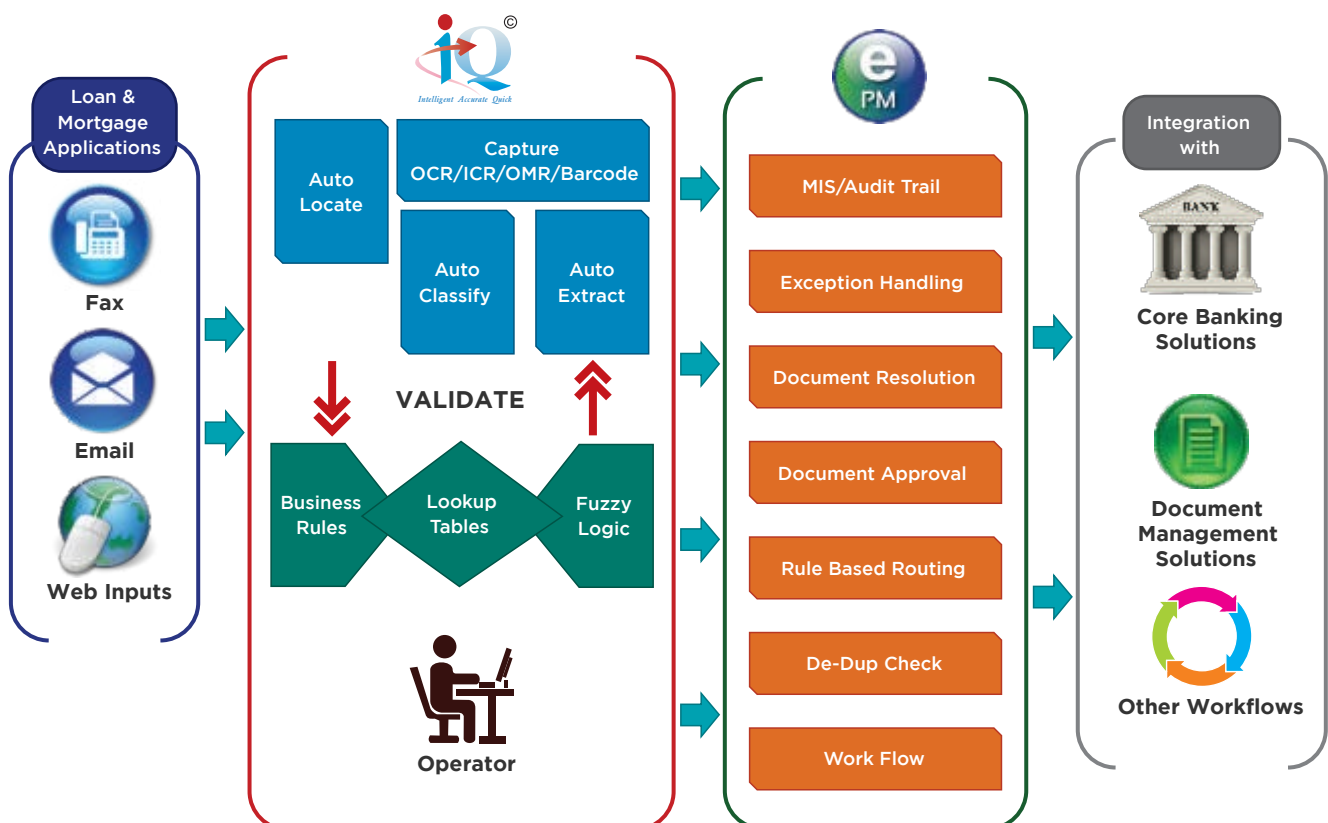 Loan &
Mortgage
Applications
Fax
Email
Web Inputs
©
iQ
Intelligent Accurate Quick
Auto
Locate
Capture
OCR/ICR/OMR/Barcode
Auto
Classify
Auto
Extract
VALIDATE
Business
Rules
Lookup
Tables
Fuzzy
Logic
Operator
e
PM
MIS/Audit Trail
Exception Handling
Document Resolution
Document Approval
Rule Based Routing
De-Dup Check
Work Flow
Integration
with
BANK
Core Banking
Solutions
Document
Management
Solutions
Other Workflows